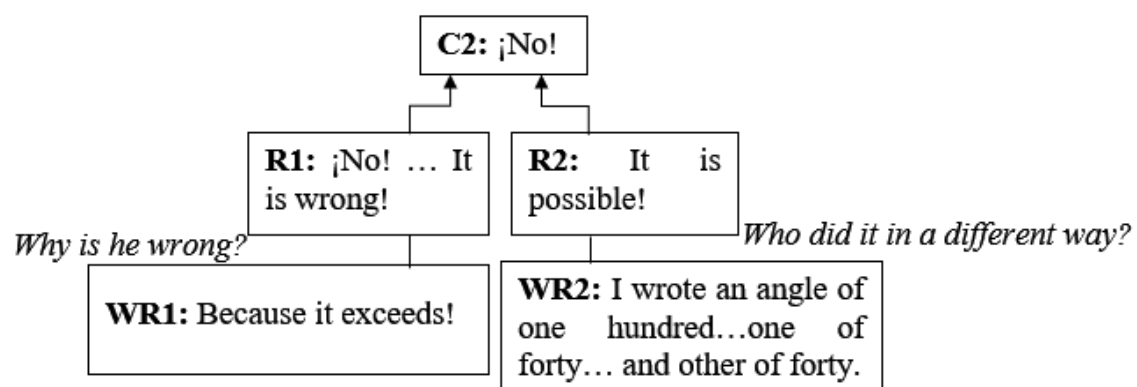 C2: ¡No!
R1: ¡No! … It
is wrong!
R2: It is
possible!
Why is he wrong?
Who did it in a different way?
WR1: Because it exceeds!
WR2: I wrote an angle of
one hundred…one of
forty… and other of forty.